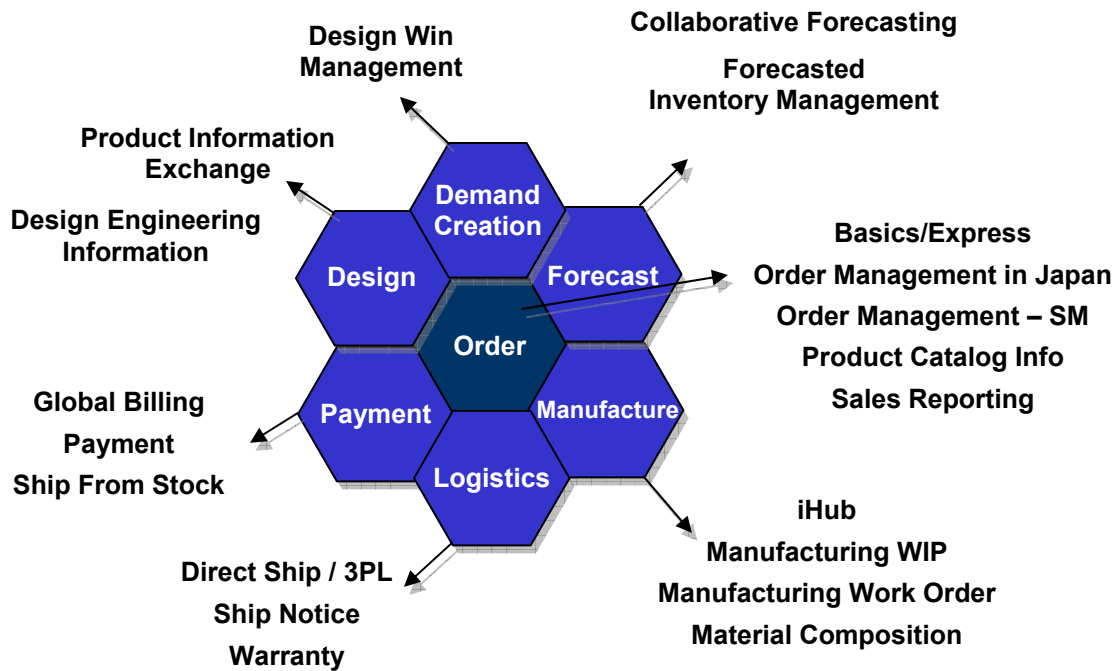 Collaborative Forecasting
Design Win
Management
Forecasted
Inventory Management
Product Information
Exchange
Demand
Creation
Design Engineering
Information
Design
Forecast
Basics/Express
Order Management in Japan
Order Management – SM
Product Catalog Info
Sales Reporting
Order
Global Billing
Payment
Ship From Stock
Payment
Manufacture
Logistics
iHub
Manufacturing WIP
Manufacturing Work Order
Material Composition
Direct Ship / 3PL
Ship Notice
Warranty